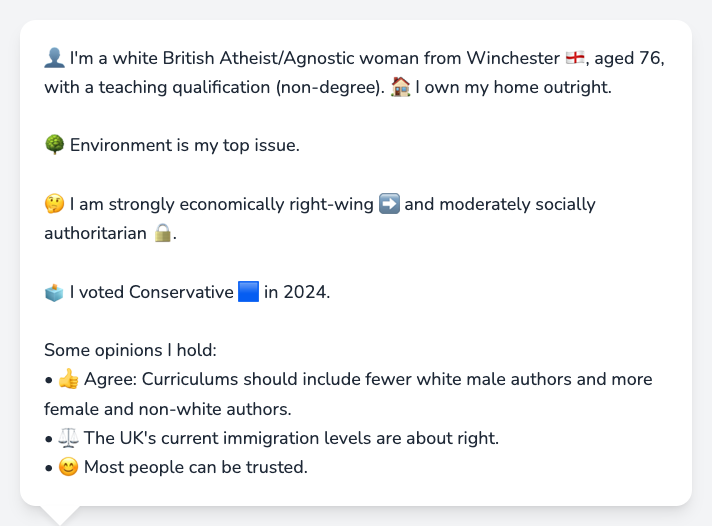 👤 I'm a white British Atheist/Agnostic woman from Winchester 🏴󠁧󠁢󠁥󠁮󠁧󠁿, aged 76,
with a teaching qualification (non-degree). 🏠 I own my home outright.
🌳 Environment is my top issue.
🤔 I am strongly economically right-wing ➡️ and moderately socially
authoritarian 🔒.
🗳️ I voted Conservative 🟦 in 2024.
Some opinions I hold:
• 👍 Agree: Curriculums should include fewer white male authors and more
female and non-white authors.
• ⚖️ The UK's current immigration levels are about right.
• 😊 Most people can be trusted.